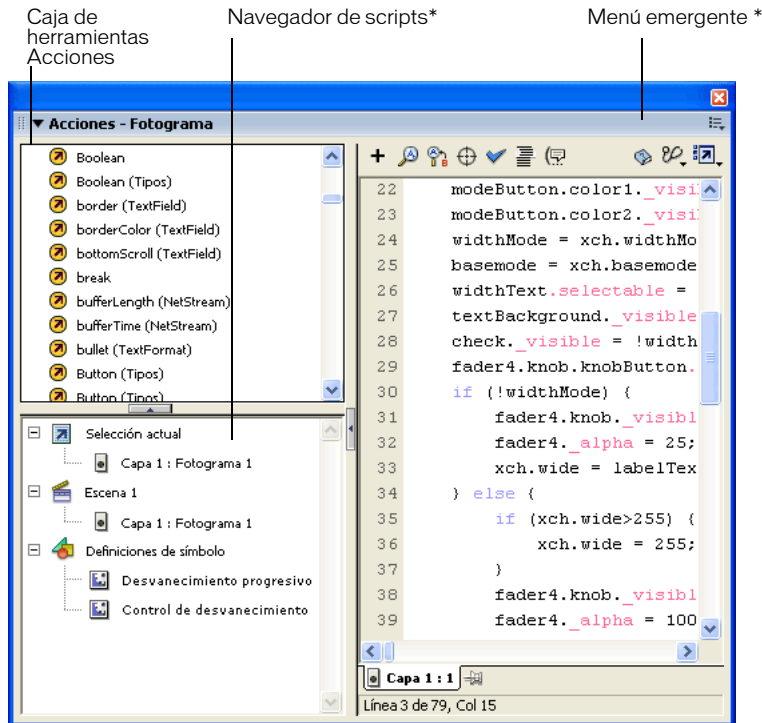 Caja de
herramientas
Acciones
Navegador de scripts*
Menú emergente *
Acciones - Fotograma
Boolean
Boolean (Tipos)
border (TextField)
borderColor (TextField)
bottomScroll (TextField)
break
bufferLength (NetStream)
bufferTime (NetStream)
bullet (TextFormat)
Button (Tipos)
Button (Tipos)
Selección actual
Capa 1 : Fotograma 1
Escena 1
Capa 1 : Fotograma 1
Definiciones de símbolo
Desvanecimiento progresivo
Control de desvanecimiento
22 modeButton.color1._visi
23 modeButton.color2._visi
24 widthMode = xch.widthMo
25 basemode = xch.basemode
26 widthText.selectable =
27 textBackground._visible
28 check._visible = !width
29 fader4.knob.knobButton.
30 if (!widthMode) {
31 fader4.knob._visibl
32 fader4._alpha = 25;
33 xch.wide = labelTex
34 } else {
35 if (xch.wide>255) {
36 xch.wide = 255;
37 }
38 fader4.knob._visibl
39 fader4._alpha = 100
Capa 1 : 1
Línea 3 de 79, Col 15